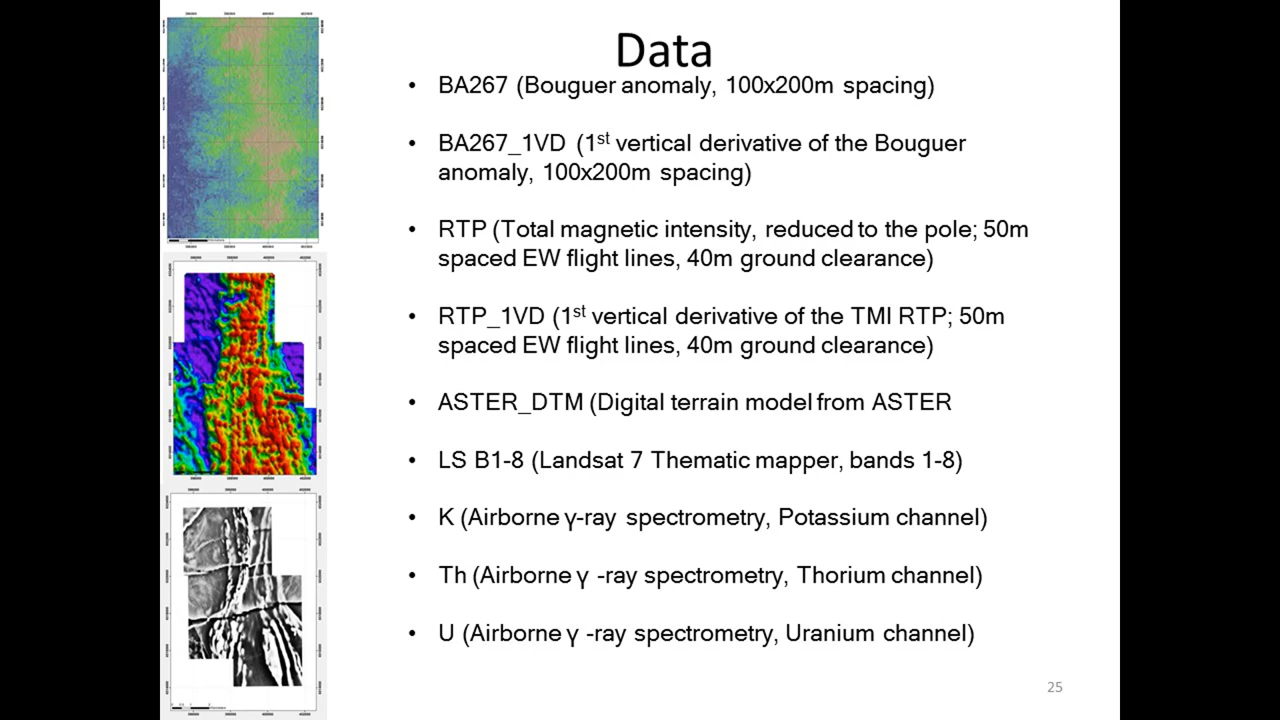 Data
• BA267 (Bouguer anomaly, 100x200m spacing)
• BA267_1VD (1st vertical derivative of the Bouguer
anomaly, 100x200m spacing)
• RTP (Total magnetic intensity, reduced to the pole; 50m
spaced EW flight lines, 40m ground clearance)
• RTP_1VD (1st vertical derivative of the TMI RTP; 50m
spaced EW flight lines, 40m ground clearance)
• ASTER_DTM (Digital terrain model from ASTER
• LS B1-8 (Landsat 7 Thematic mapper, bands 1-8)
• K (Airborne γ-ray spectrometry, Potassium channel)
• Th (Airborne γ -ray spectrometry, Thorium channel)
• U (Airborne γ -ray spectrometry, Uranium channel)
25